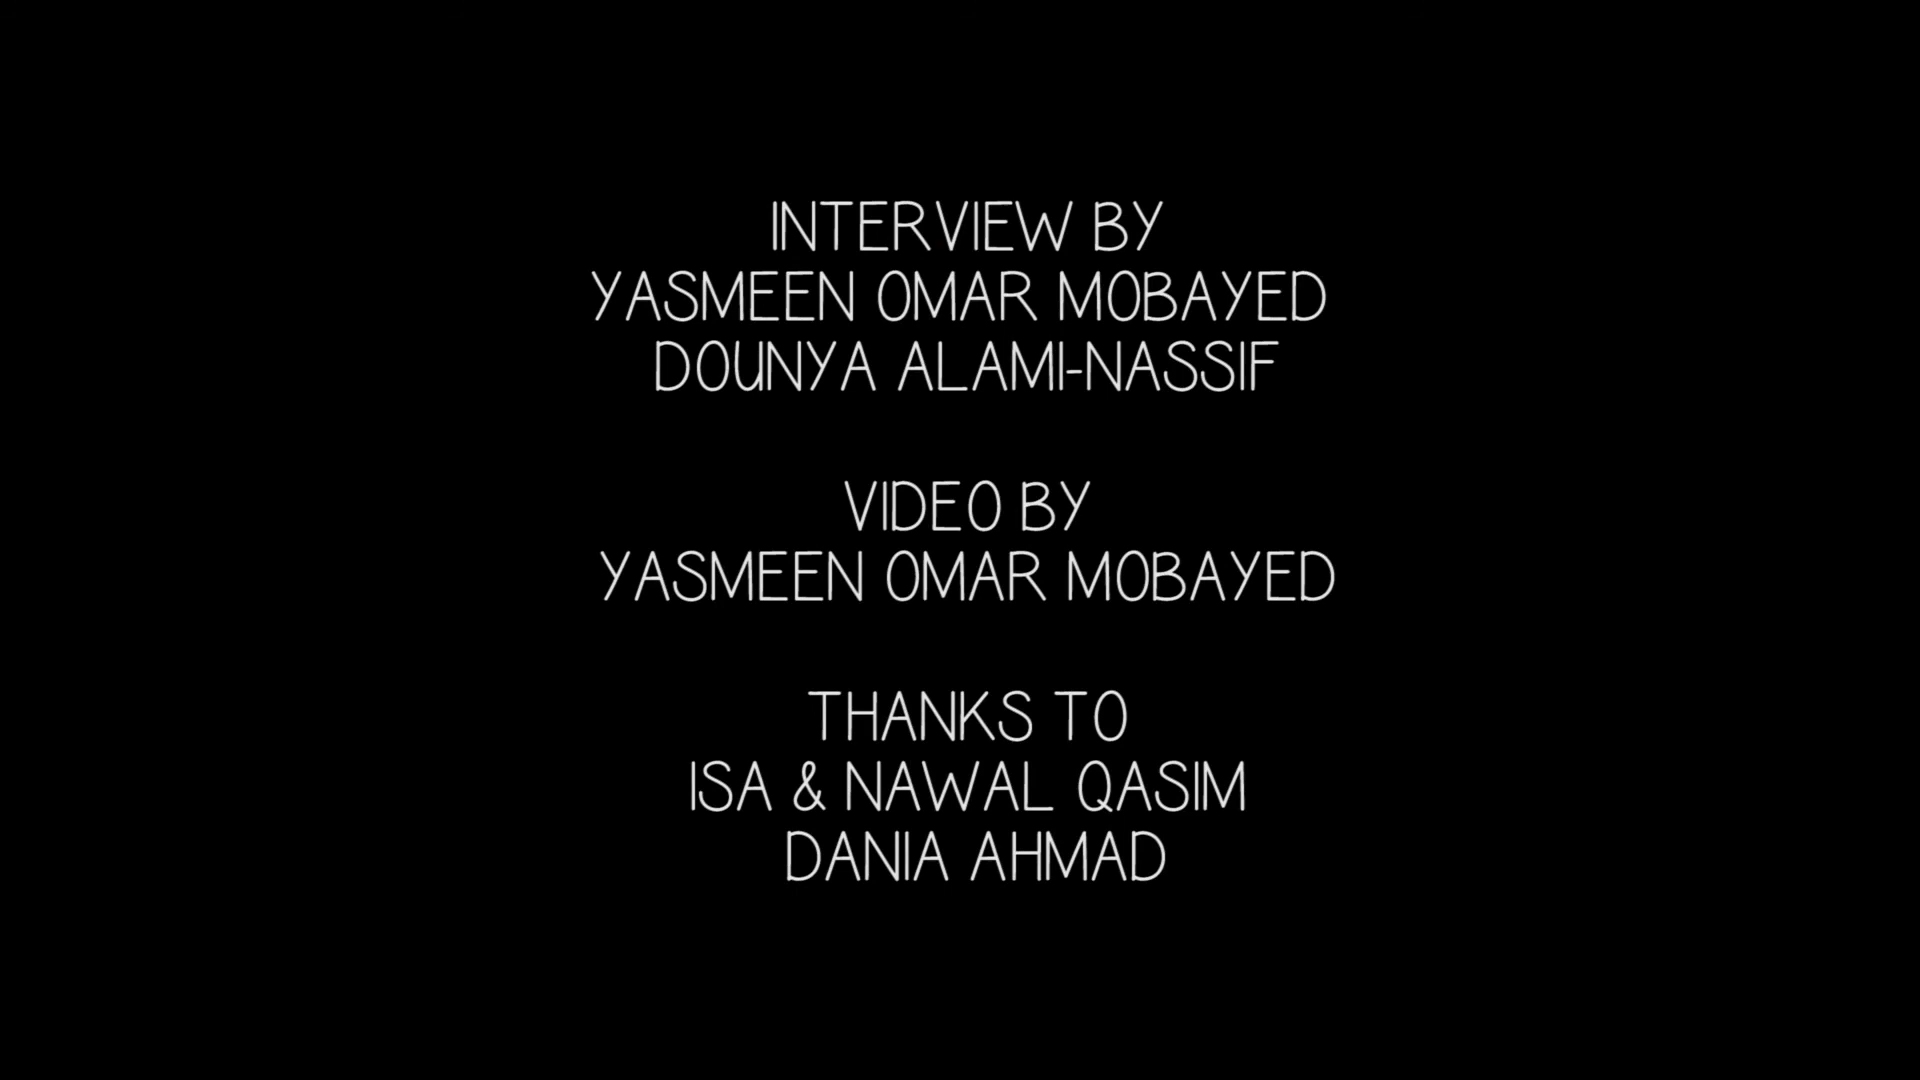 INTERVIEW BY
YASMEEN OMAR MOBAYED
DOUNYA ALAMI-NASSIF
VIDEO BY
YASMEEN OMAR MOBAYED
THANKS TO
ISA & NAWAL QASIM
DANIA AHMAD